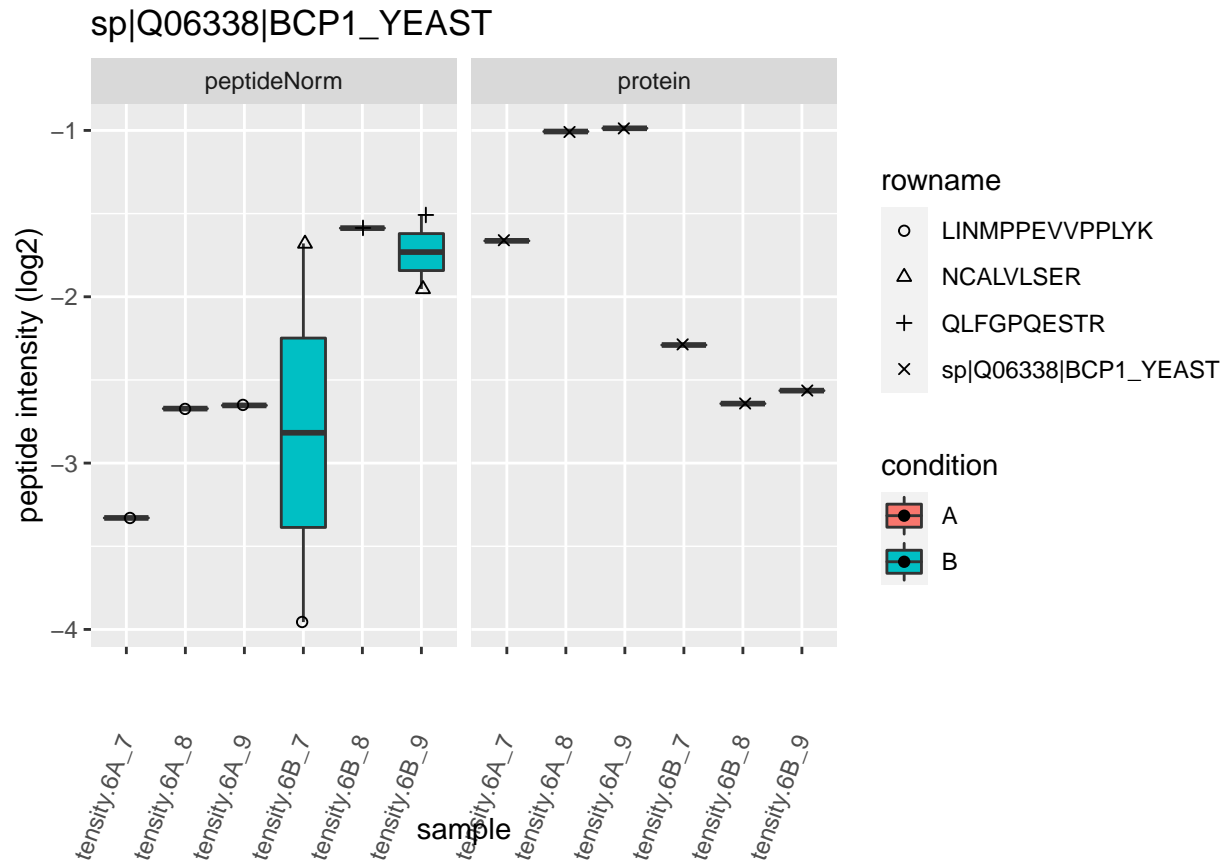 sp|Q06338|BCP1_YEAST
peptideNorm
protein
peptide intensity (log2)
−1
−2
−3
−4
tensity.6A_7
tensity.6A_8
tensity.6A_9
tensity.6B_7
tensity.6B_8
tensity.6B_9
tensity.6A_7
tensity.6A_8
tensity.6A_9
tensity.6B_7
tensity.6B_8
tensity.6B_9
sample
rowname
LINMPPEVVPPLYK
NCALVLSER
QLFGPQESTR
sp|Q06338|BCP1_YEAST
condition
A
B